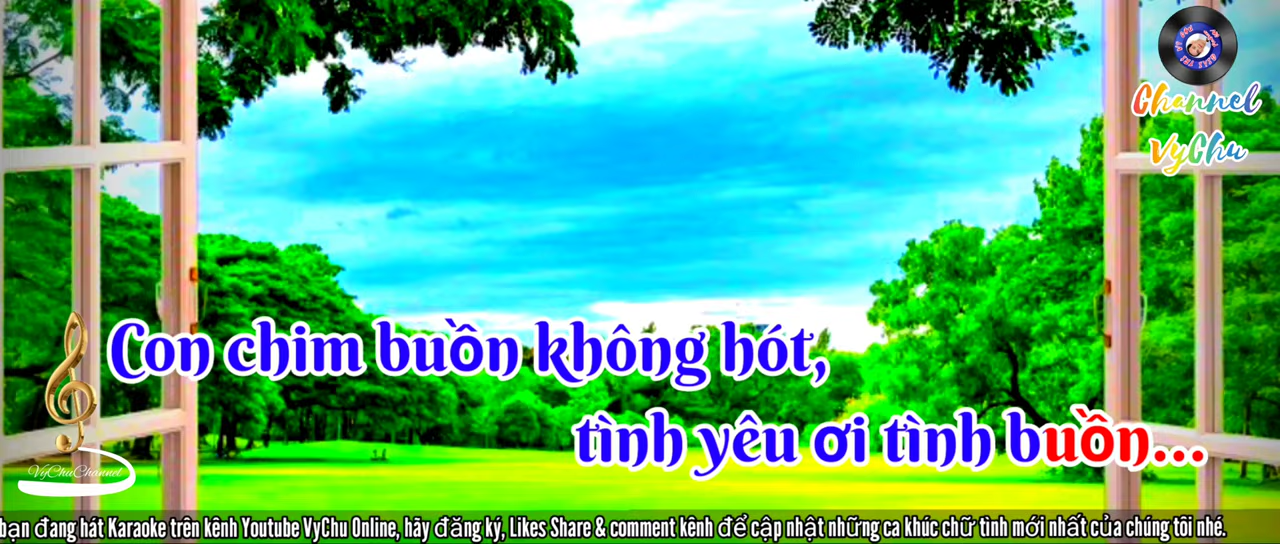 Channel
VyChu
Con chim buồn không hót,
tình yêu ơi tình buồn...
VyChuChannel
bạn đang hát Karaoke trên kênh Youtube VyChu Online, hãy đăng ký, Likes Share & comment kênh để cập nhật những ca khúc chữ tình mới nhất của chúng tôi nhé.